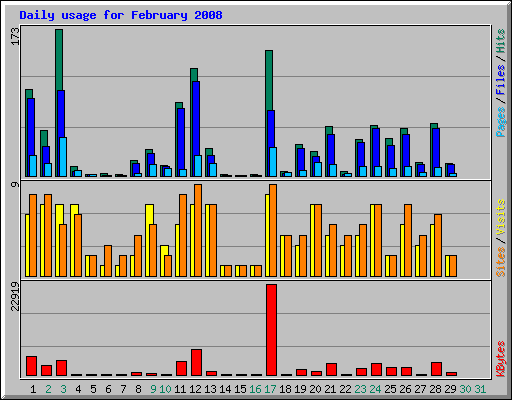 Daily usage for February 2008
173
Pages / Files / Hits
9
Sites / Visits
22919
KBytes
1 2 3 4 5 6 7 8 9 10 11 12 13 14 15 16 17 18 19 20 21 22 23 24 25 26 27 28 29 30 31